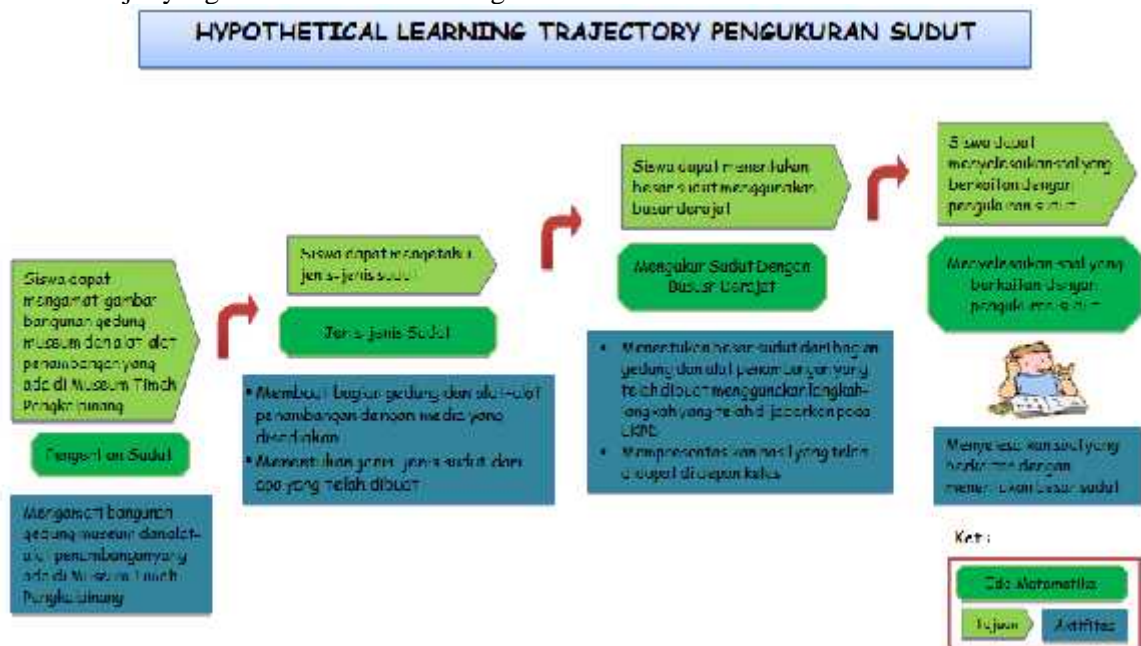 HYPOTHETICAL LEARNING TRAJECTORY PENGUKURAN SUDUT
Siswa dapat
mengamati gambar
bangunan gedung
museum dan alat-alat
penambangan yang
ada di Museum Timah
Pangkalpinang
Pengertian Sudut
Mengamati bangunan
gedung museum dan alat-
alat penambangan yang
ada di Museum Timah
Pangkalpinang
Siswa dapat mengetahui
jenis-jenis sudut
Jenis-jenis Sudut
• Membuat bagian gedung dan alat-alat
penambangan dengan media yang
disediakan
• Menentukan jenis-jenis sudut dari
apa yang telah dibuat
Siswa dapat menentukan
besar sudut menggunakan
busur derajat
Mengukur Sudut Dengan
Busur Derajat
• Menentukan besar sudut dari bagian
gedung dan alat penambangan yang
telah dibuat menggunakan langkah-
langkah yang telah dijabarkan pada
LKPD
• Mempresentasikan hasil yang telah
didapat di depan kelas
Siswa dapat
menyelesaikan soal yang
berkaitan dengan
pengukuran sudut
Menyelesaikan soal yang
berkaitan dengan
pengukuran sudut
Menyelesaikan soal yang
berkaitan dengan
menentukan besar sudut
Ket :
Ide Matematika
Tujuan
Aktifitas